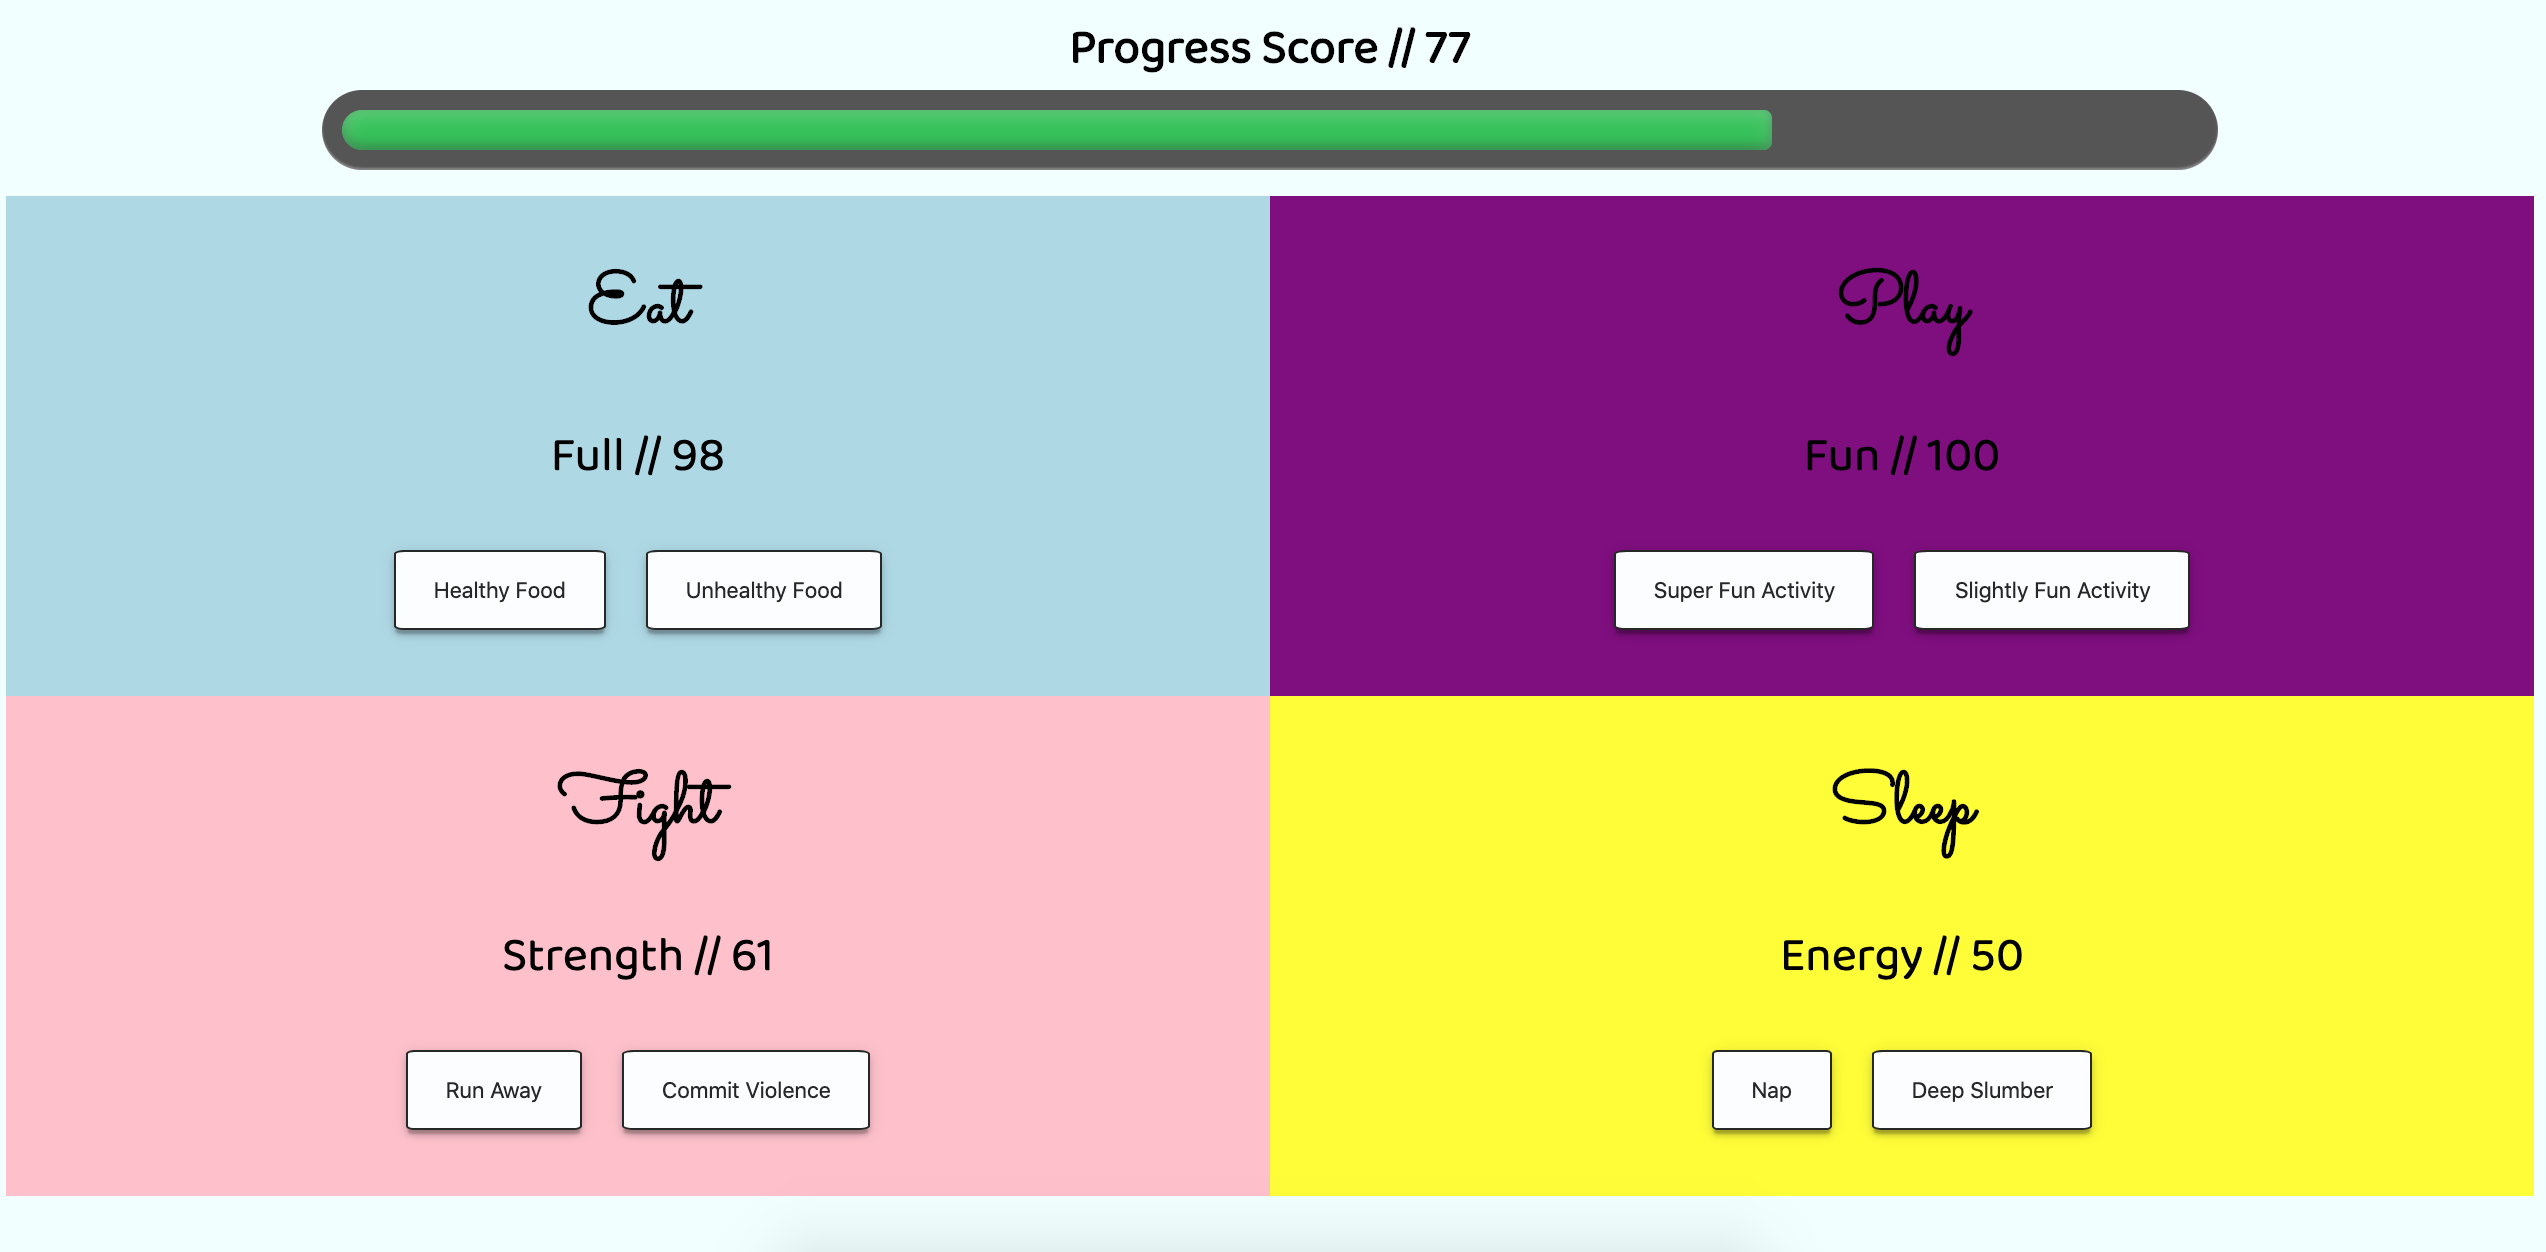 Progress Score // 77
Eat
Full // 98
Healthy Food
Unhealthy Food
Play
Fun // 100
Super Fun Activity
Slightly Fun Activity
Fight
Strength // 61
Run Away
Commit Violence
Sleep
Energy // 50
Nap
Deep Slumber